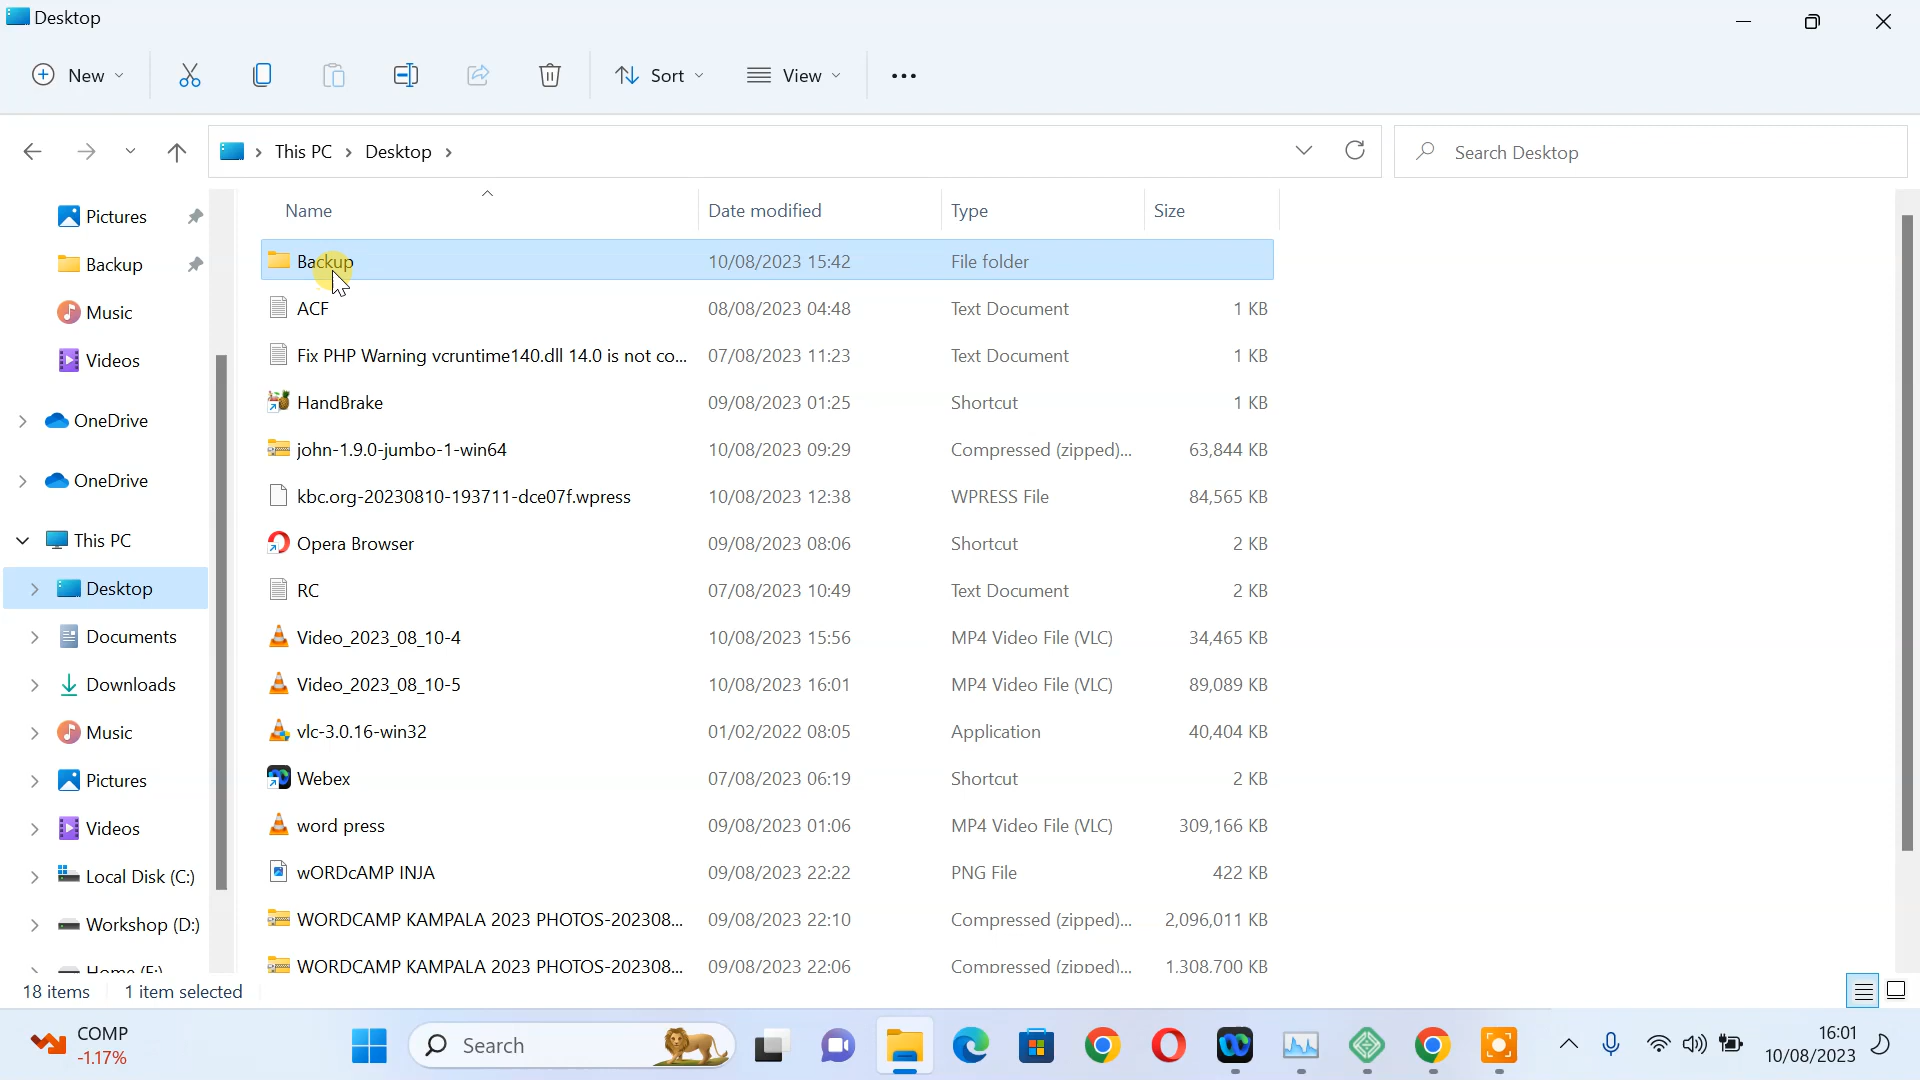 Desktop
New
Sort
View
This PC
Desktop
Search Desktop
Pictures
Backup
Music
Videos
OneDrive
OneDrive
This PC
Desktop
Documents
Downloads
Music
Pictures
Videos
Local Disk (C:)
Workshop (D:)
Home (E:)
Name Date modified Type Size
Backup 10/08/2023 15:42 File folder
ACF 08/08/2023 04:48 Text Document 1 KB
Fix PHP Warning vcruntime140.dll 14.0 is not co... 07/08/2023 11:23 Text Document 1 KB
HandBrake 09/08/2023 01:25 Shortcut 1 KB
john-1.9.0-jumbo-1-win64 10/08/2023 09:29 Compressed (zipped)... 63,844 KB
kbc.org-20230810-193711-dce07f.wpress 10/08/2023 12:38 WPRESS File 84,565 KB
Opera Browser 09/08/2023 08:06 Shortcut 2 KB
RC 07/08/2023 10:49 Text Document 2 KB
Video_2023_08_10-4 10/08/2023 15:56 MP4 Video File (VLC) 34,465 KB
Video_2023_08_10-5 10/08/2023 16:01 MP4 Video File (VLC) 89,089 KB
vlc-3.0.16-win32 01/02/2022 08:05 Application 40,404 KB
Webex 07/08/2023 06:19 Shortcut 2 KB
word press 09/08/2023 01:06 MP4 Video File (VLC) 309,166 KB
wORDcAMP INJA 09/08/2023 22:22 PNG File 422 KB
WORDCAMP KAMPALA 2023 PHOTOS-202308... 09/08/2023 22:10 Compressed (zipped)... 2,096,011 KB
WORDCAMP KAMPALA 2023 PHOTOS-202308... 09/08/2023 22:06 Compressed (zipped)... 1,308,700 KB
18 items 1 item selected
COMP
-1.17%
Search
16:01
10/08/2023